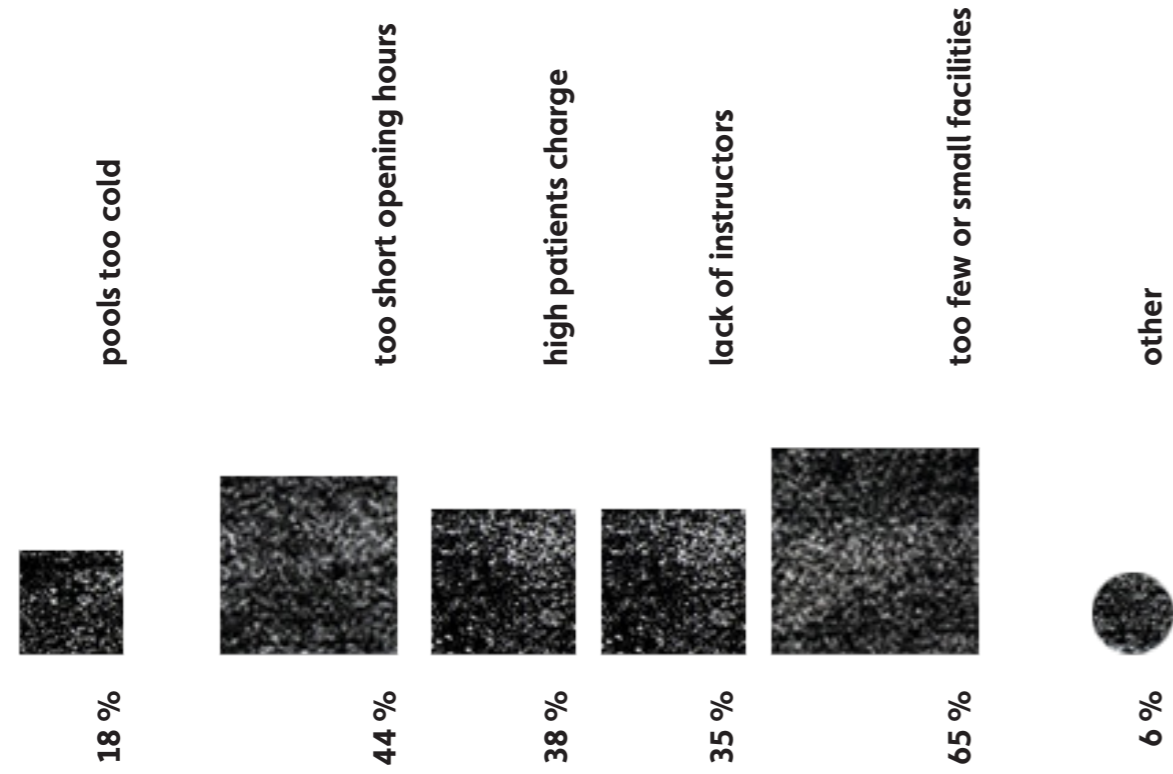 pools too cold
18 %
too short opening hours
44 %
high patients charge
38 %
lack of instructors
35 %
too few or small facilities
65 %
other
6 %